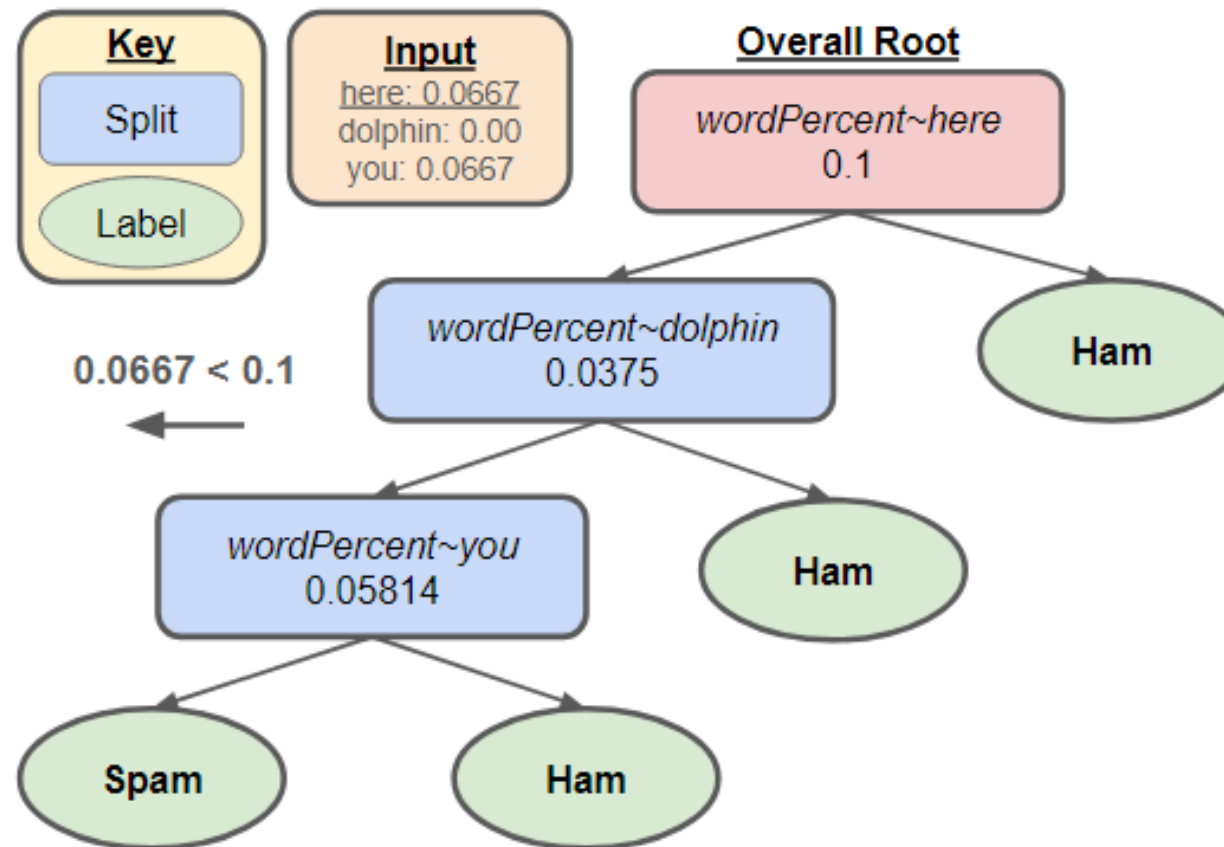 Key
Split
Label
Input
here: 0.0667
dolphin: 0.00
you: 0.0667
Overall Root
wordPercent~here
0.1
wordPercent~dolphin
0.0375
Ham
0.0667 < 0.1
wordPercent~you
0.05814
Ham
Spam
Ham